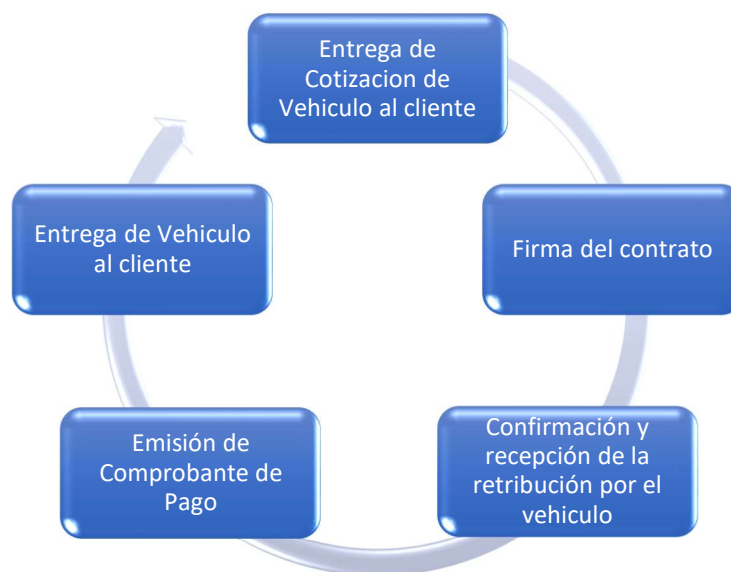 Entrega de
Cotizacion de
Vehiculo al cliente
Firma del contrato
Confirmación y
recepción de la
retribución por el
vehiculo
Emisión de
Comprobante de
Pago
Entrega de Vehiculo
al cliente